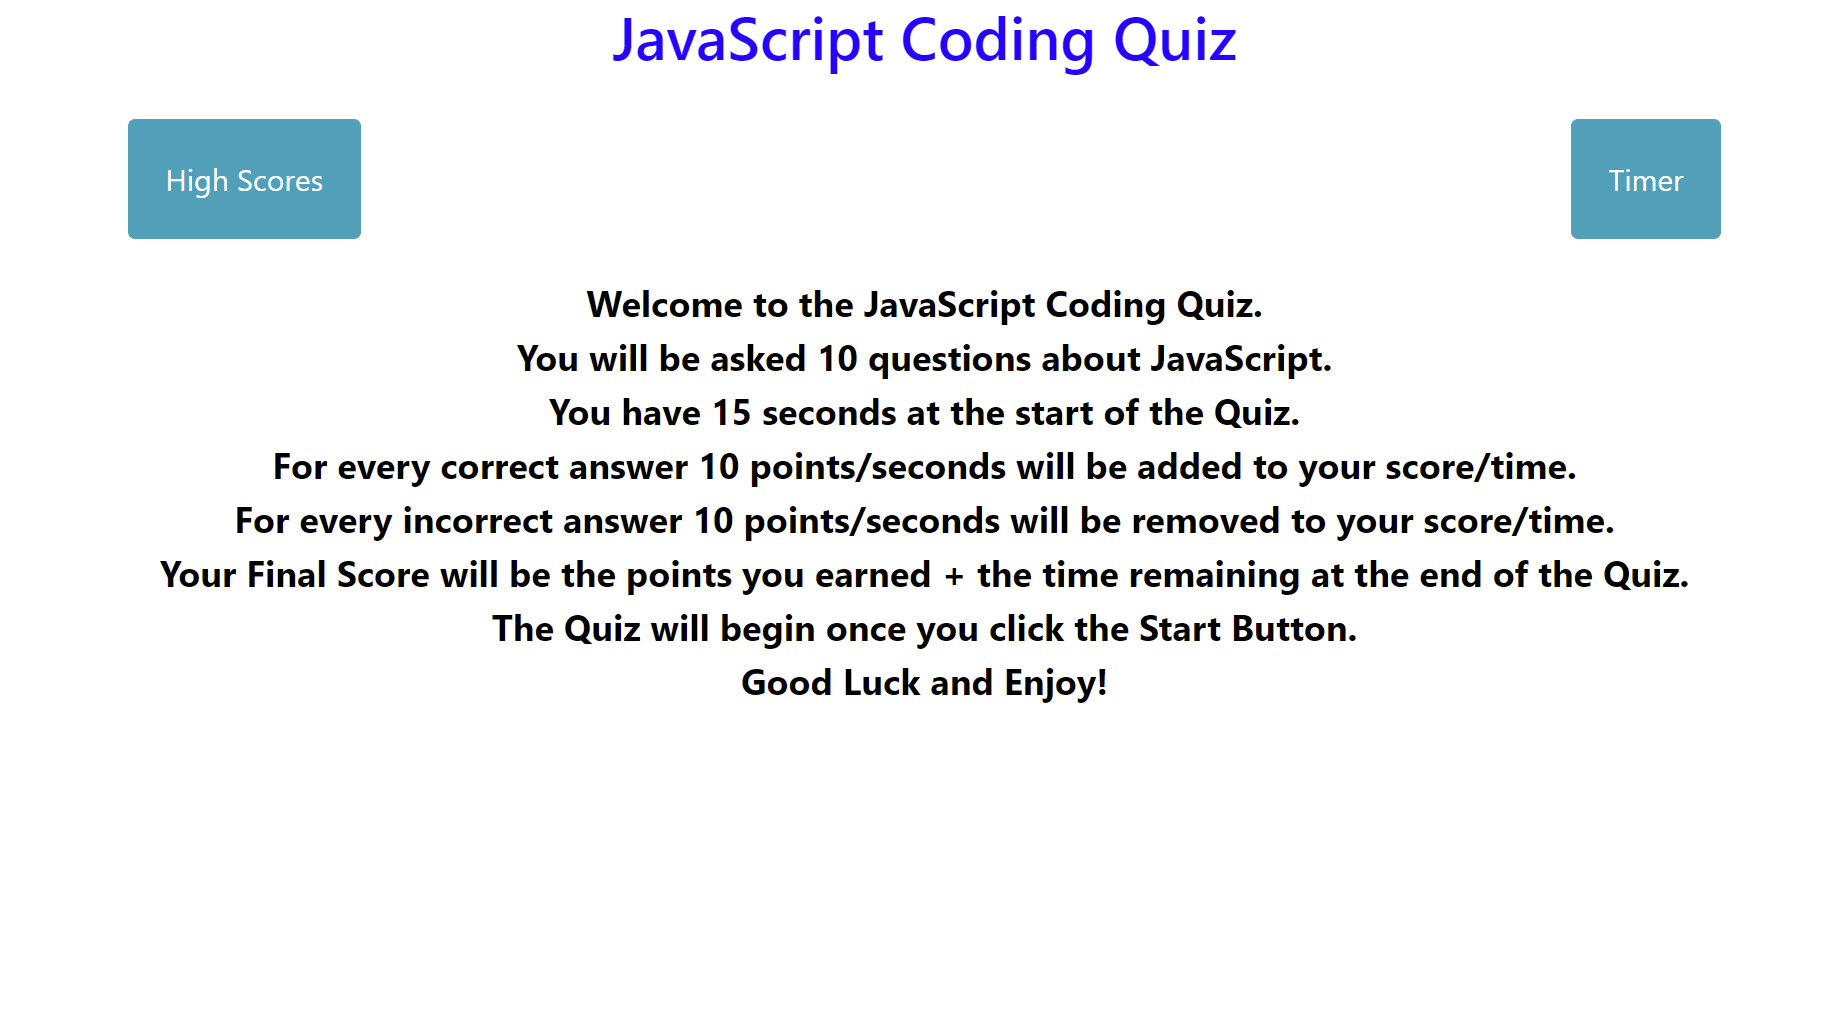 JavaScript Coding Quiz
High Scores
Timer
Welcome to the JavaScript Coding Quiz.
You will be asked 10 questions about JavaScript.
You have 15 seconds at the start of the Quiz.
For every correct answer 10 points/seconds will be added to your score/time.
For every incorrect answer 10 points/seconds will be removed to your score/time.
Your Final Score will be the points you earned + the time remaining at the end of the Quiz.
The Quiz will begin once you click the Start Button.
Good Luck and Enjoy!